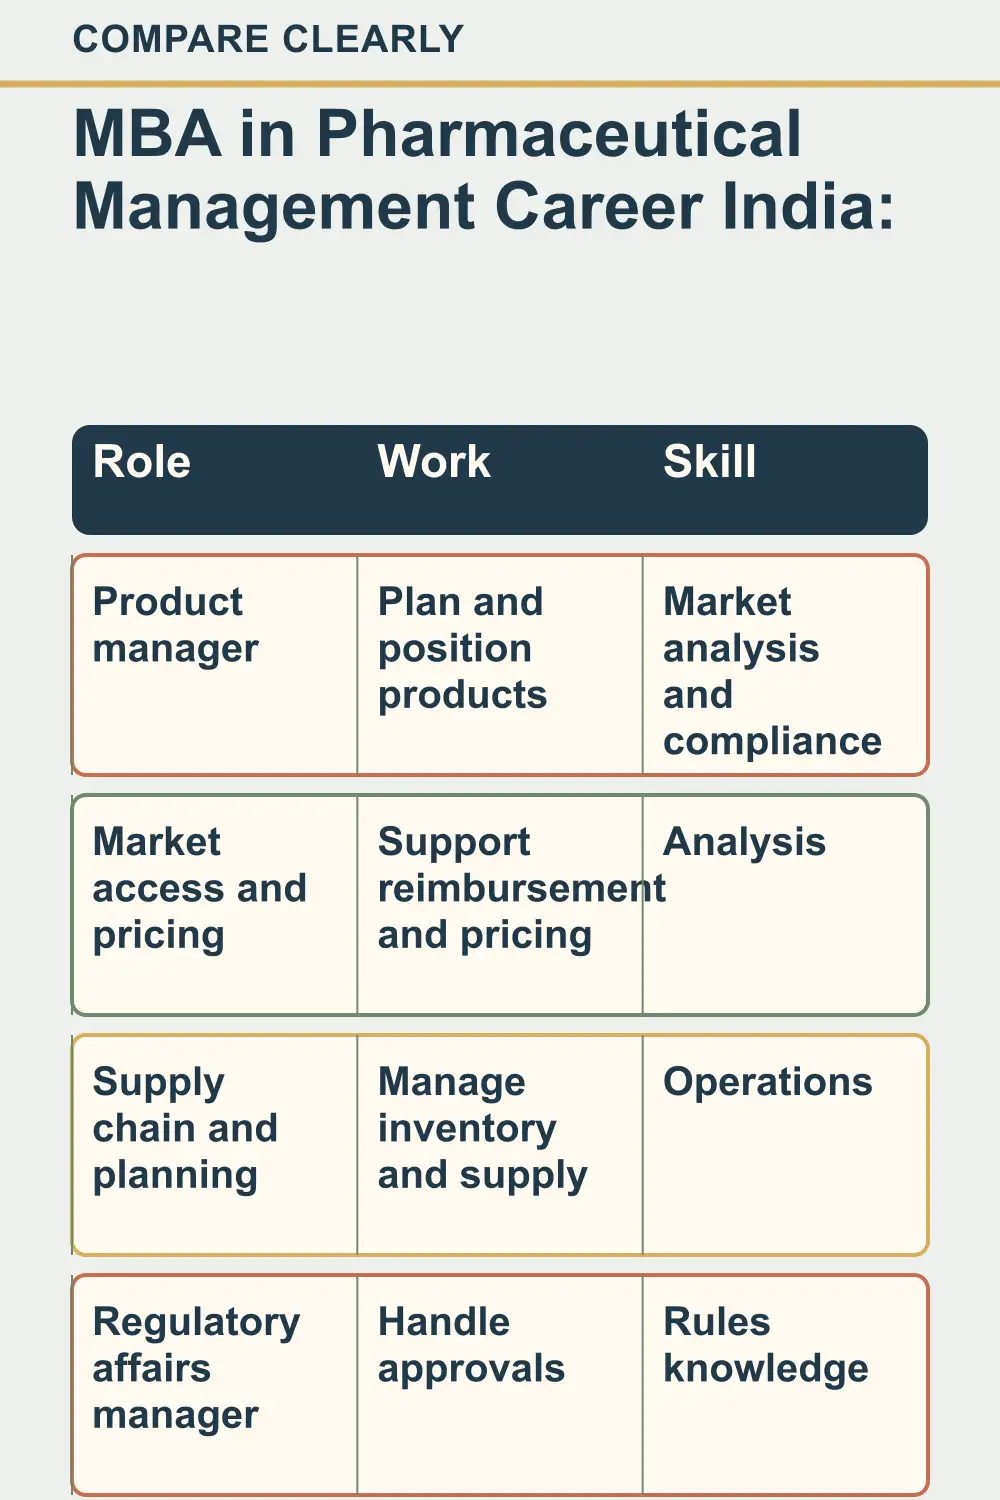 COMPARE CLEARLY
MBA in Pharmaceutical
Management Career India:
Role
Work
Skill
Product
manager
Plan and
position
products
Market
analysis
and
compliance
Market
access and
pricing
Support
reimbursement
and pricing
Analysis
Supply
chain and
planning
Manage
inventory
and supply
Operations
Regulatory
affairs
manager
Handle
approvals
Rules
knowledge